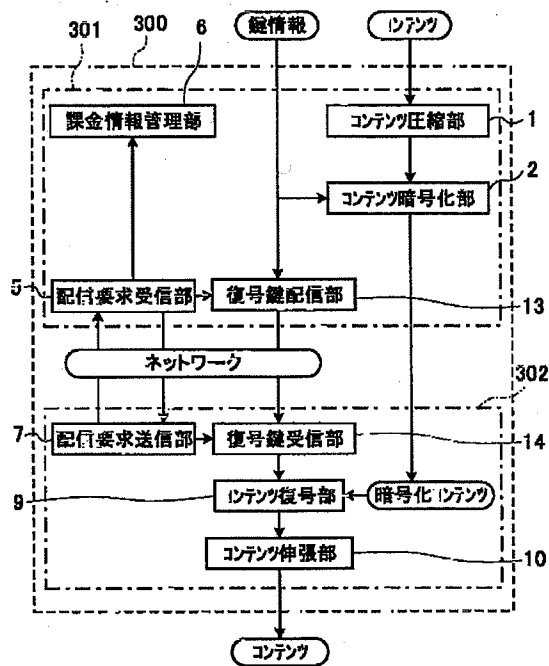 300
301
6
鍵情報
コンテンツ
課金情報管理部
コンテンツ圧縮部
1
2
コンテンツ暗号化部
5
配信要求受信部
復号鍵配信部
13
ネットワーク
302
7
配信要求送信部
復号鍵受信部
14
9
コンテンツ復号部
暗号化コンテンツ
コンテンツ伸張部
10
コンテンツ